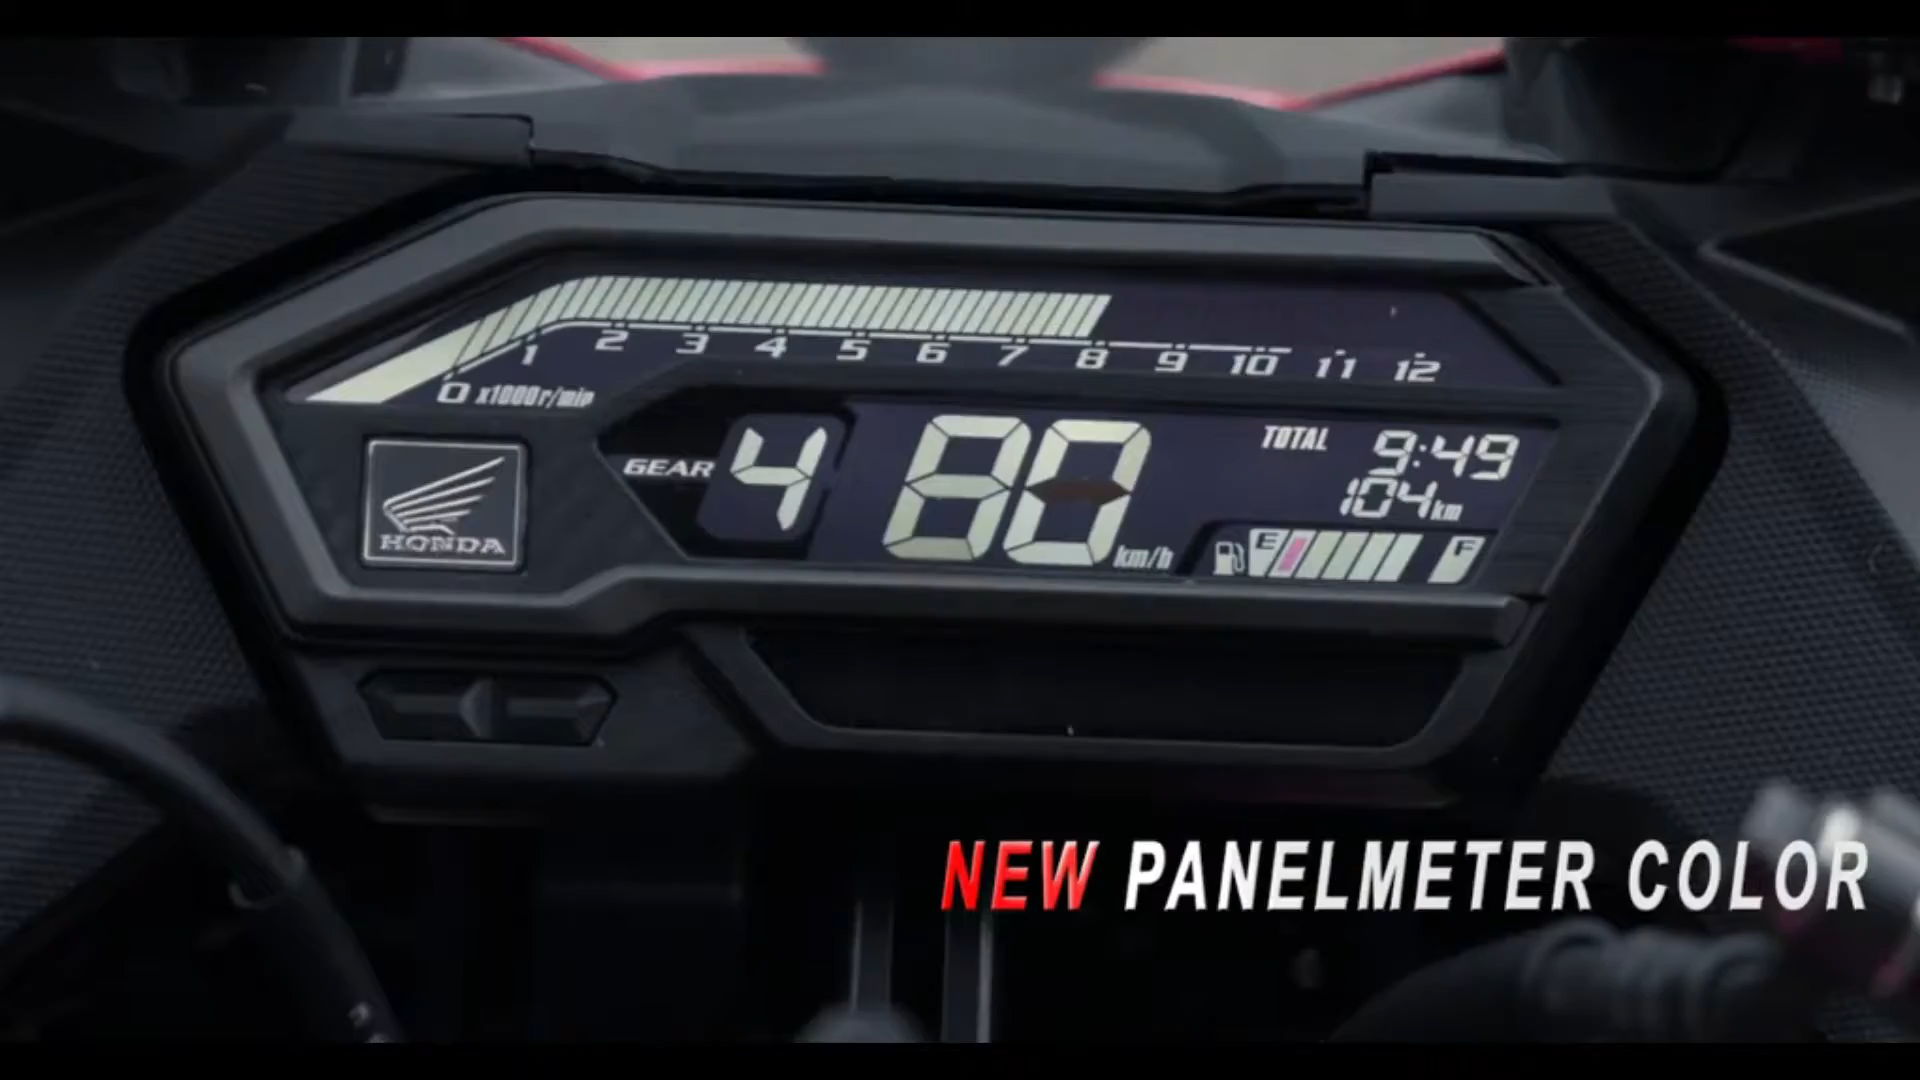 1 2 3 4 5 6 7 8 9 10 11 12
0 x1000r/min
GEAR 4 80 km/h
TOTAL 9:49
104km
E F
HONDA
NEW PANELMETER COLOR